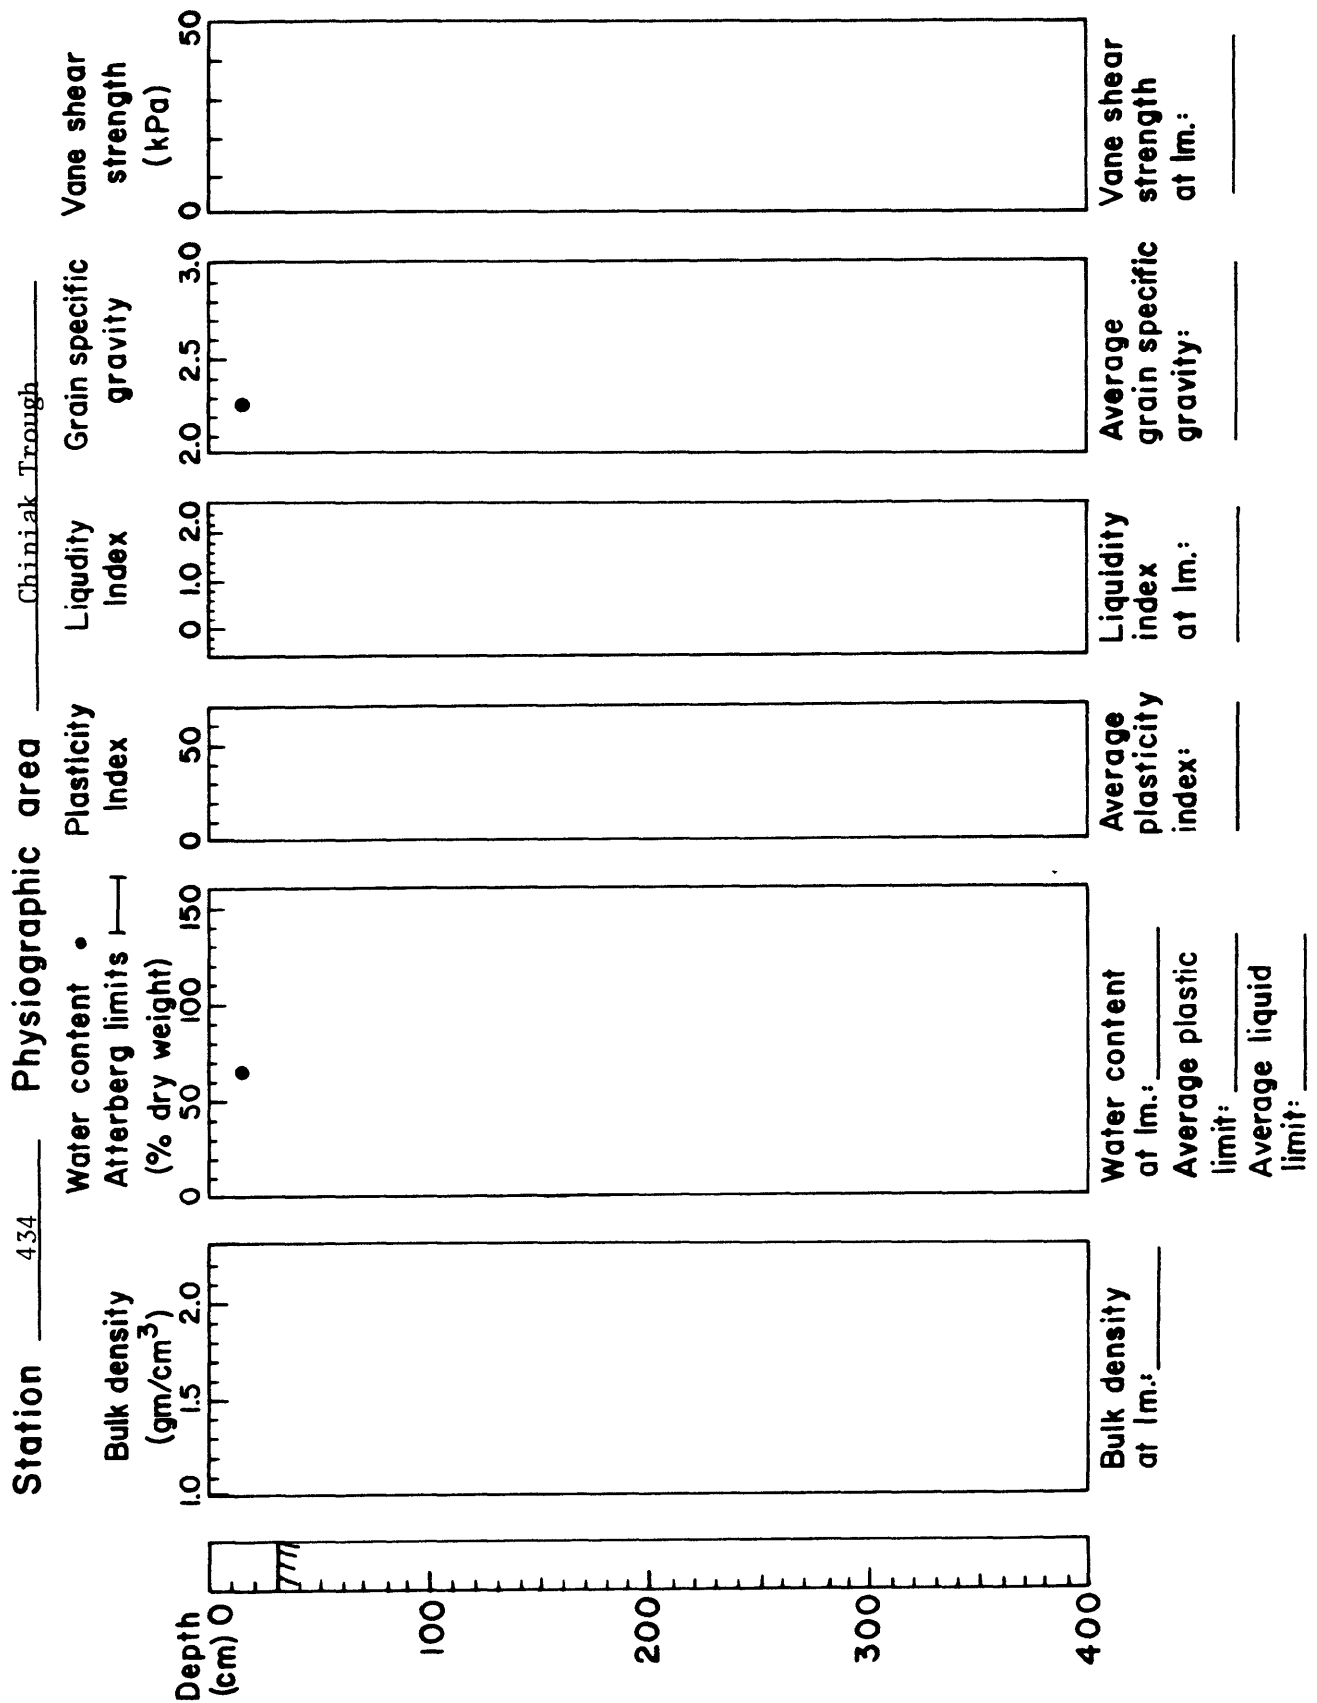 Station 434 Physiographic area Chiniak Trough
Bulk density
(gm/cm³)
Water content •
Atterberg limits
(% dry weight)
Plasticity
Index
Liqudity
Index
Grain specific
gravity
Vane shear
strength
(kPa)
Depth
(cm)
1.0 1.5 2.0
0 50 100 150
0 50
0 1.0 2.0
2.0 2.5 3.0
0 50
0
100
200
300
400
Bulk density
at 1m.:
Water content
at 1m.:
Average plastic
limit:
Average liquid
limit:
Average
plasticity
index:
Liquidity
index
at 1m.:
Average
grain specific
gravity:
Vane shear
strength
at 1m.: